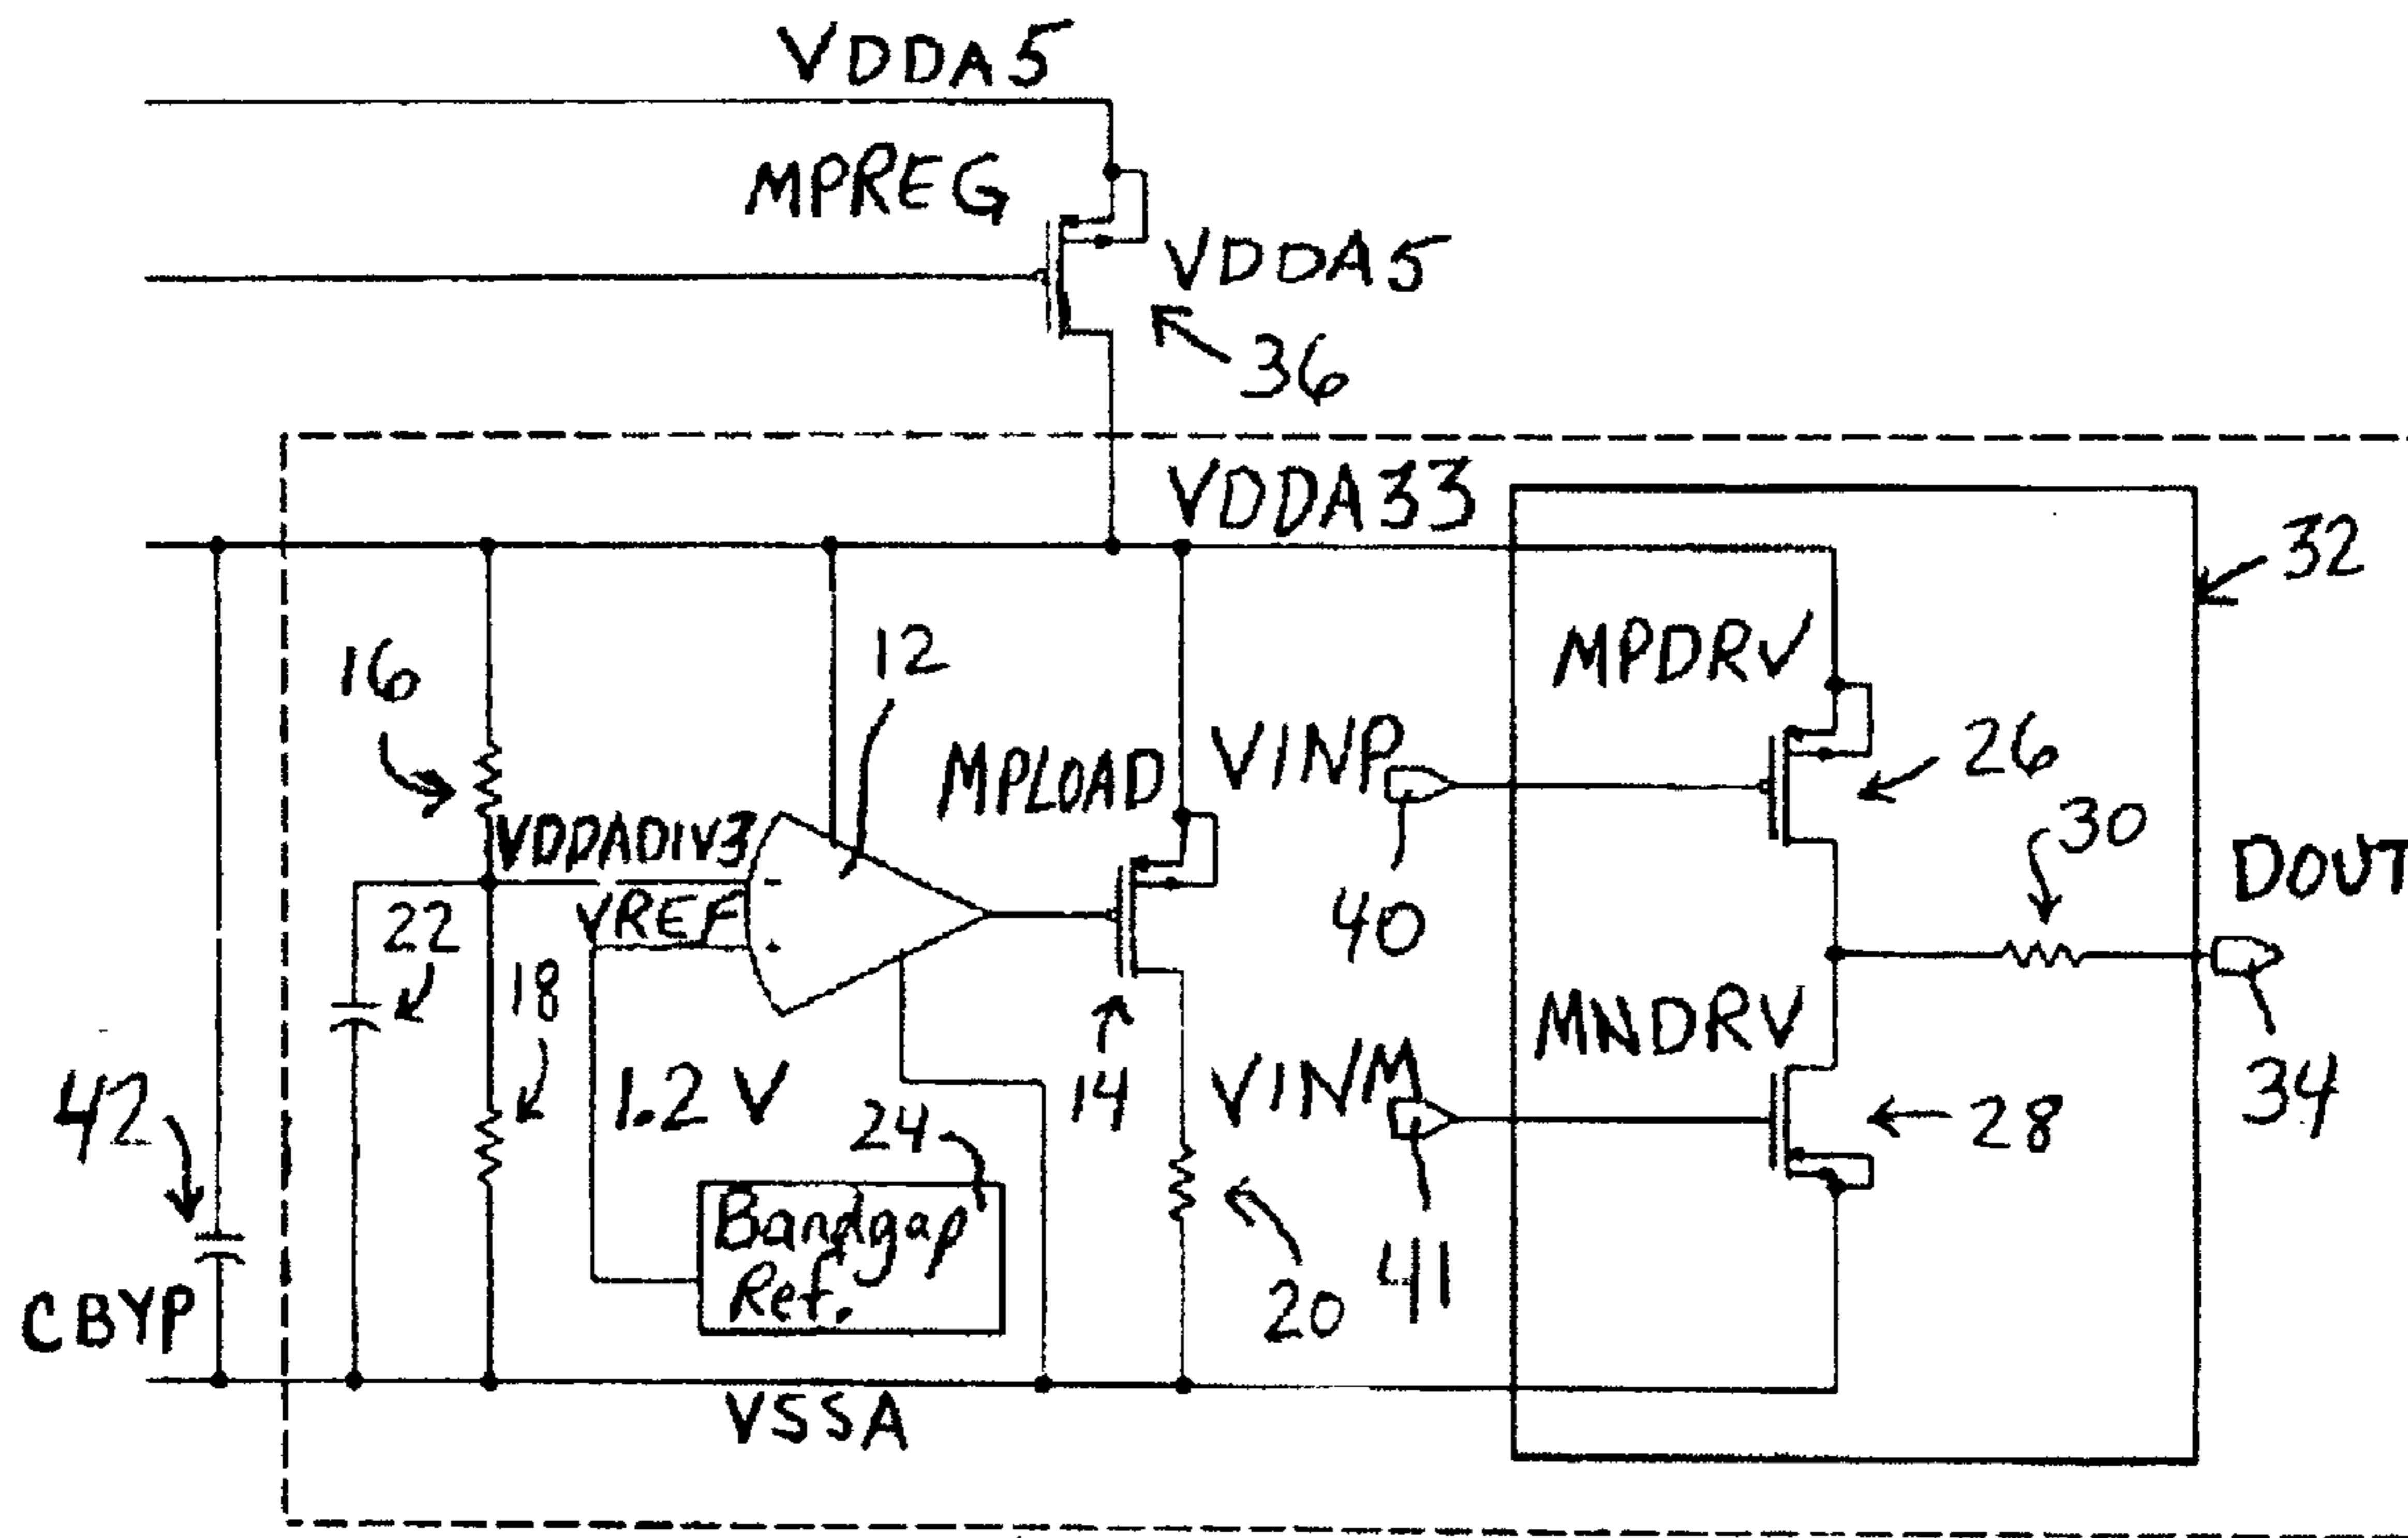 VDDA5
MPREG
VDDA5
36
VDDA33
32
16
12
MPLOAD
VINP
MPDRV
26
30
VDDADIV3
-
VREF
+
22
18
40
DOUT
14
VINM
MNDRV
34
1.2 V
24
28
42
Bandgap
Ref.
20
41
CBYP
VSSA